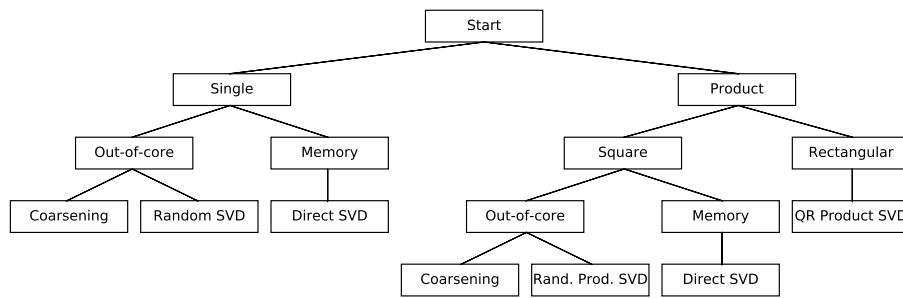 Start
Single
Product
Out-of-core
Memory
Square
Rectangular
Coarsening
Random SVD
Direct SVD
Out-of-core
Memory
QR Product SVD
Coarsening
Rand. Prod. SVD
Direct SVD